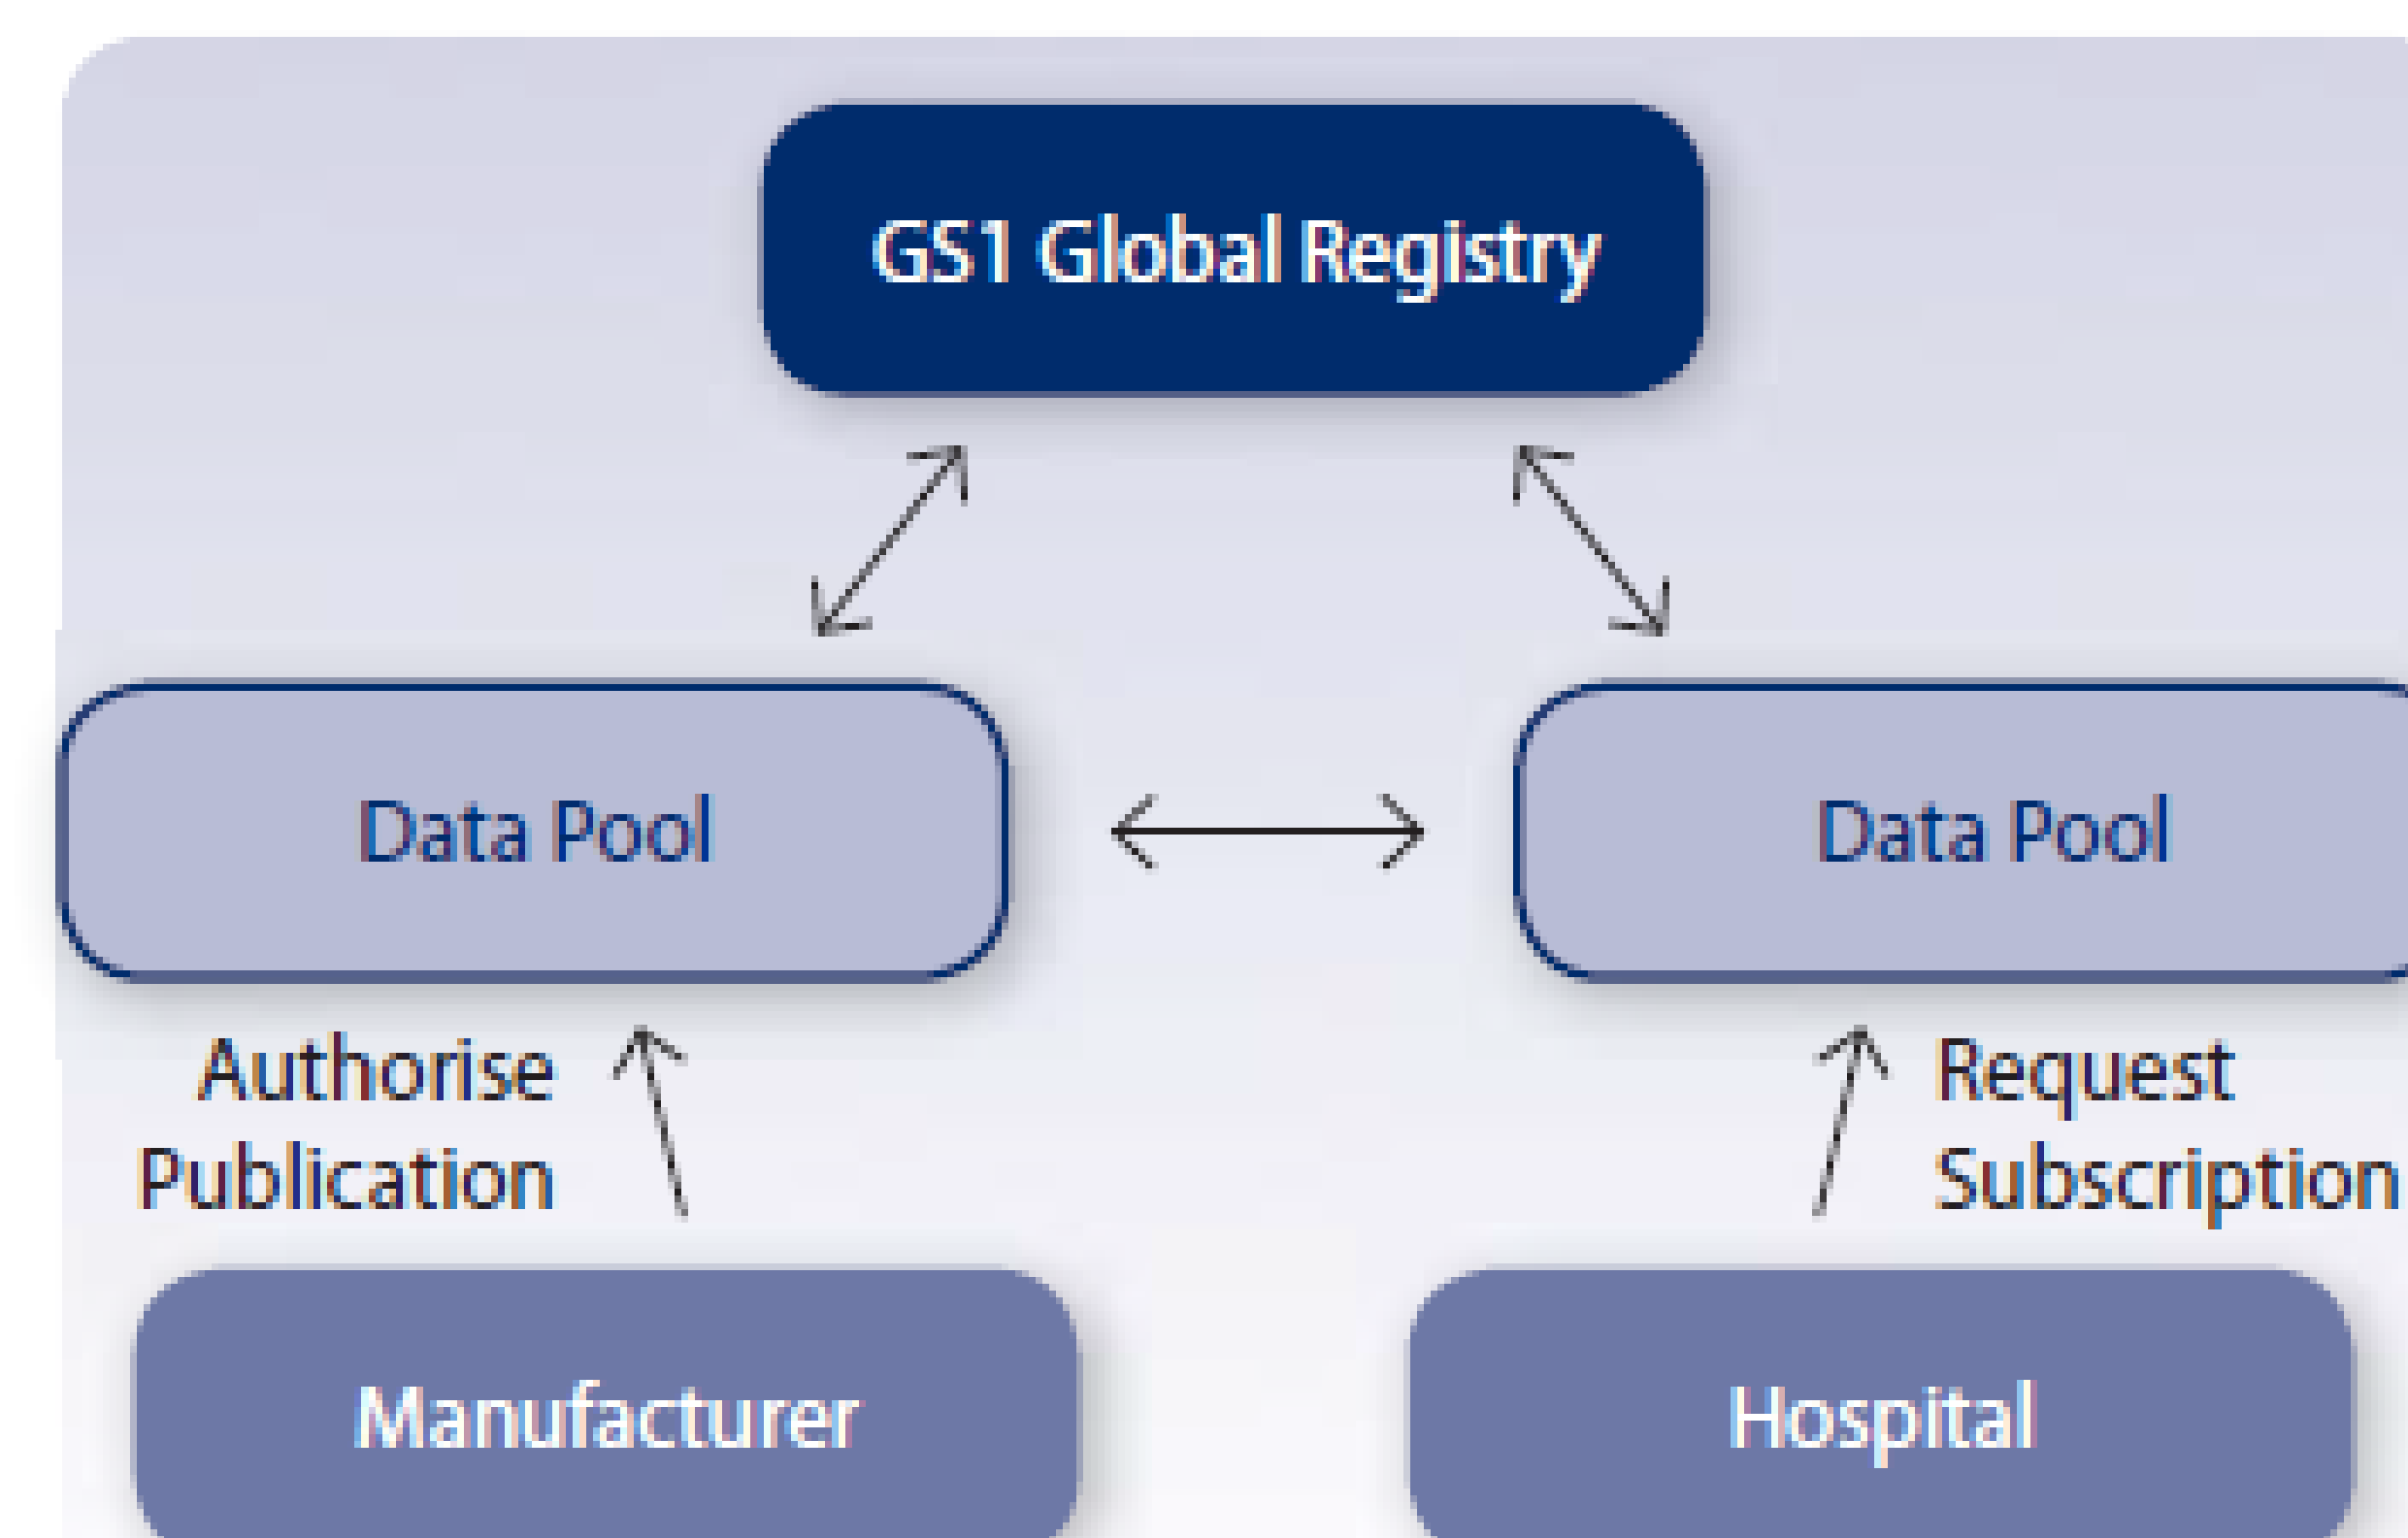 GS1 Global Registry
Data Pool
Data Pool
Authorise
Publication
Request
Subscription
Manufacturer
Hospital